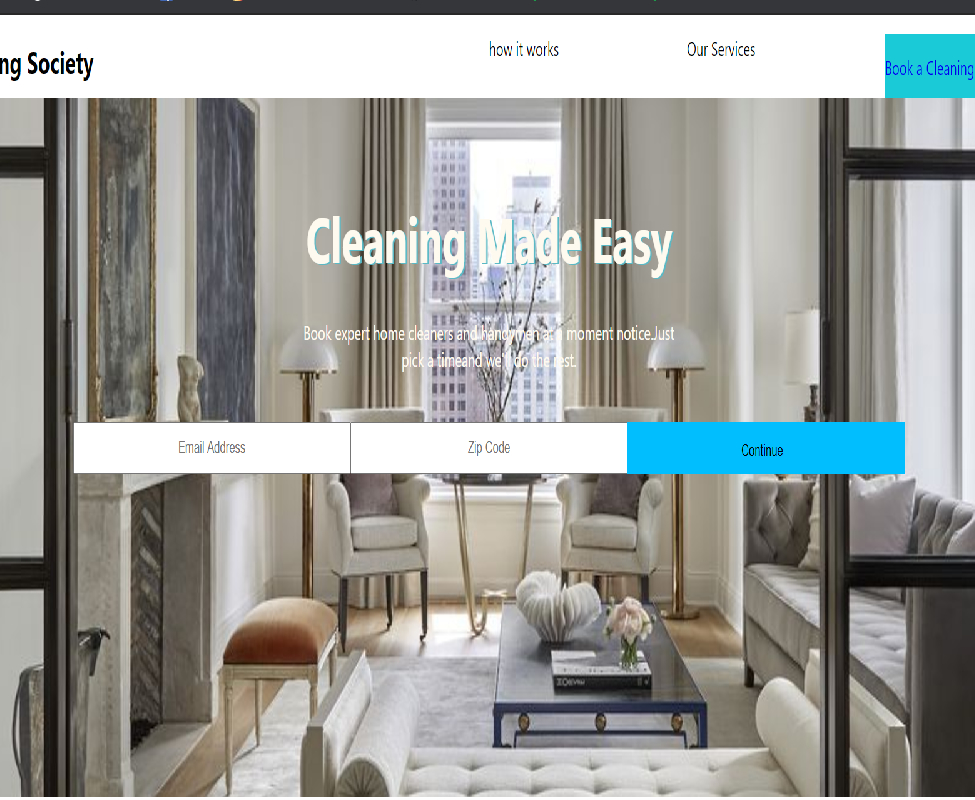 how it works
Our Services
ng Society
Book a Cleaning
Cleaning Made Easy
Book expert home cleaners and handymen at a moment notice.Just
pick a timeand we'll do the rest.
Email Address
Zip Code
Continue